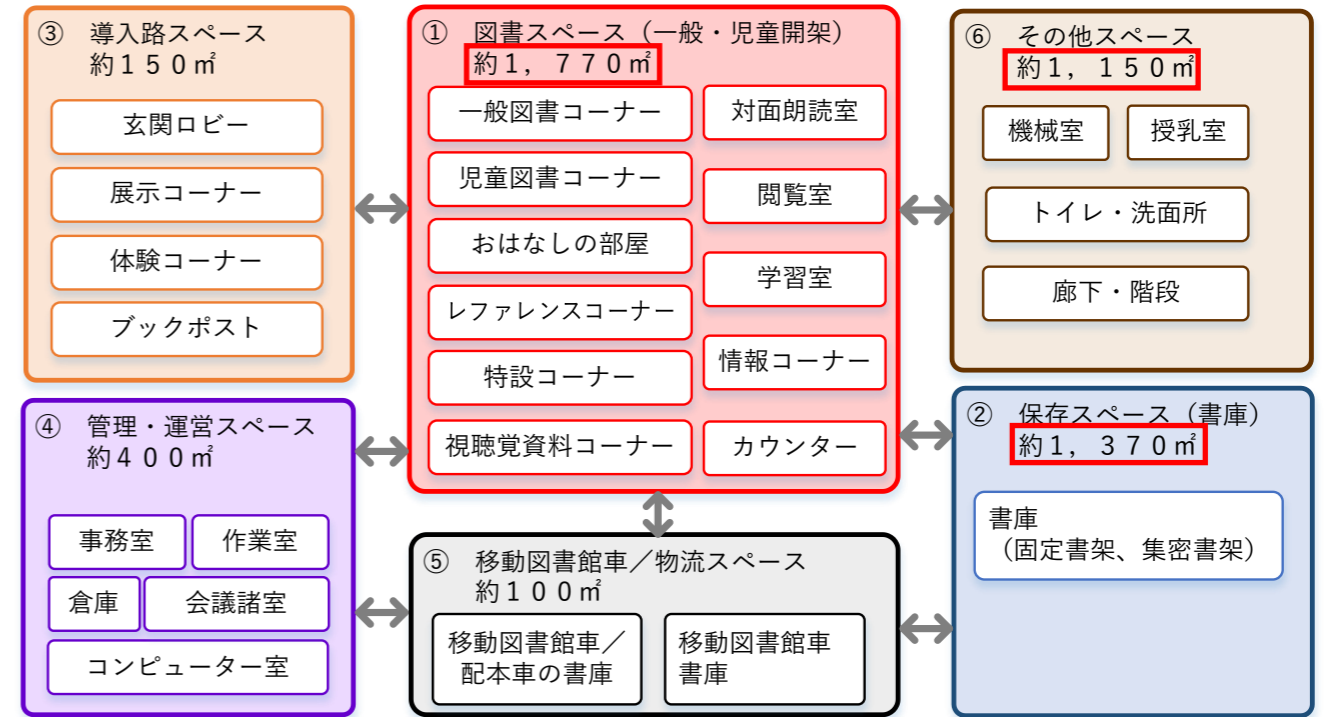 ① 図書スペース（一般・児童開架）
約１，７７０㎡
一般図書コーナー
児童図書コーナー
おはなしの部屋
レファレンスコーナー
特設コーナー
視聴覚資料コーナー
対面朗読室
閲覧室
学習室
情報コーナー
カウンター
② 保存スペース（書庫）
約１，３７０㎡
書庫
（固定書架、集密書架）
③ 導入路スペース
約１５０㎡
玄関ロビー
展示コーナー
体験コーナー
ブックポスト
④ 管理・運営スペース
約４００㎡
事務室
作業室
倉庫
会議諸室
コンピューター室
⑤ 移動図書館車／物流スペース
約１００㎡
移動図書館車／
配本車の書庫
移動図書館車
書庫
⑥ その他スペース
約１，１５０㎡
機械室
授乳室
トイレ・洗面所
廊下・階段